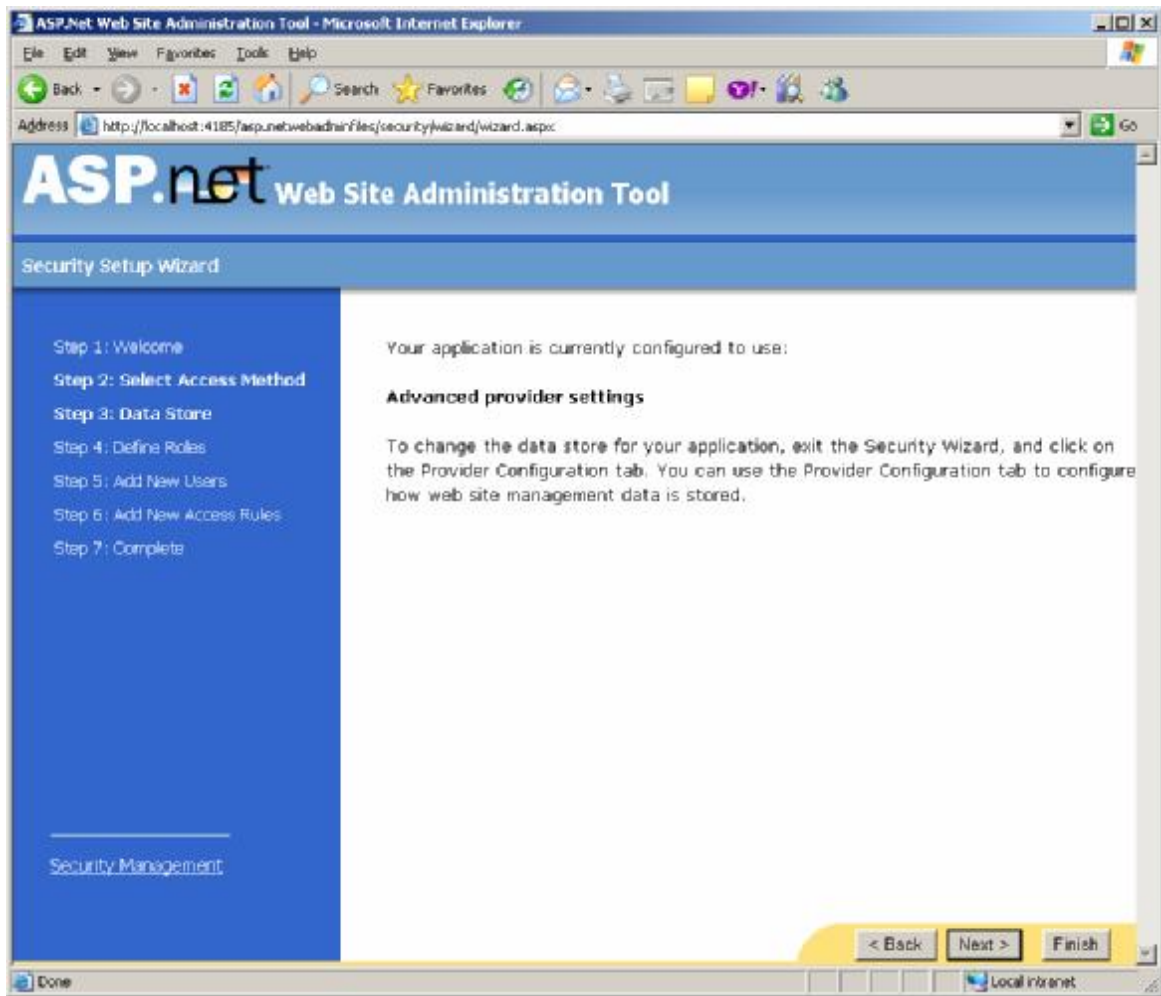 ASP.Net Web Site Administration Tool - Microsoft Internet Explorer
File Edit View Favorites Tools Help
Back Search Favorites
Address http://localhost:4185/asp.netwebadminfiles/security/wizard/wizard.aspx Go
ASP.net Web Site Administration Tool
Security Setup Wizard
Step 1: Welcome
Step 2: Select Access Method
Step 3: Data Store
Step 4: Define Roles
Step 5: Add New Users
Step 6: Add New Access Rules
Step 7: Complete
Security Management
Your application is currently configured to use:
Advanced provider settings
To change the data store for your application, exit the Security Wizard, and click on
the Provider Configuration tab. You can use the Provider Configuration tab to configure
how web site management data is stored.
< Back Next > Finish
Done Local intranet